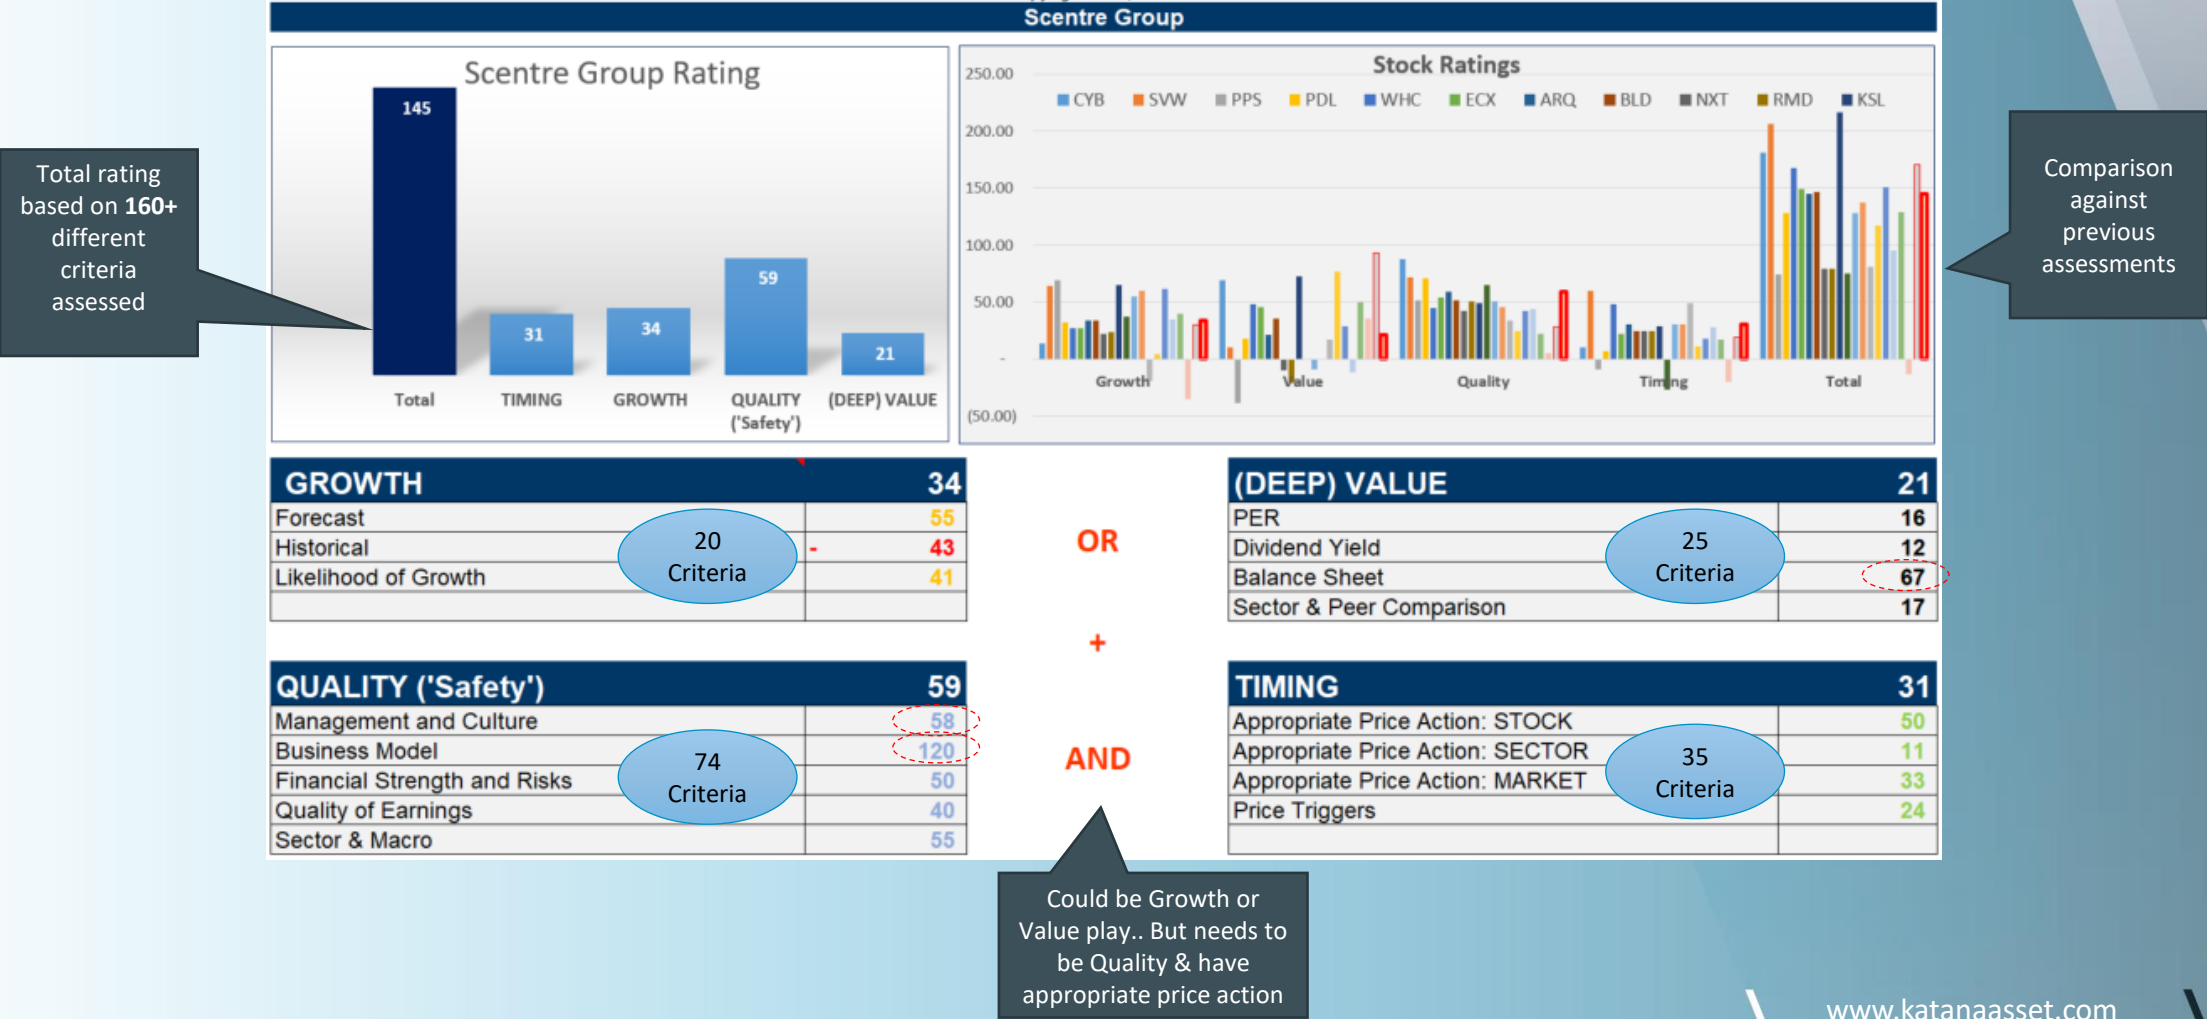 Scentre Group
Scentre Group Rating
145
31
34
59
21
Total
TIMING
GROWTH
QUALITY
('Safety')
(DEEP) VALUE
Stock Ratings
CYB
SVW
PPS
PDL
WHC
ECX
ARQ
BLD
NXT
RMD
KSL
250.00
200.00
150.00
100.00
50.00
-
(50.00)
Growth
Value
Quality
Timing
Total
Total rating
based on 160+
different
criteria
assessed
Comparison
against
previous
assessments
GROWTH 34
Forecast 55
Historical - 43
Likelihood of Growth 41
20
Criteria
OR
(DEEP) VALUE 21
PER 16
Dividend Yield 12
Balance Sheet 67
Sector & Peer Comparison 17
25
Criteria
+
QUALITY ('Safety') 59
Management and Culture 58
Business Model 120
Financial Strength and Risks 50
Quality of Earnings 40
Sector & Macro 55
74
Criteria
AND
TIMING 31
Appropriate Price Action: STOCK 50
Appropriate Price Action: SECTOR 11
Appropriate Price Action: MARKET 33
Price Triggers 24
35
Criteria
Could be Growth or
Value play.. But needs to
be Quality & have
appropriate price action
www.katanaasset.com